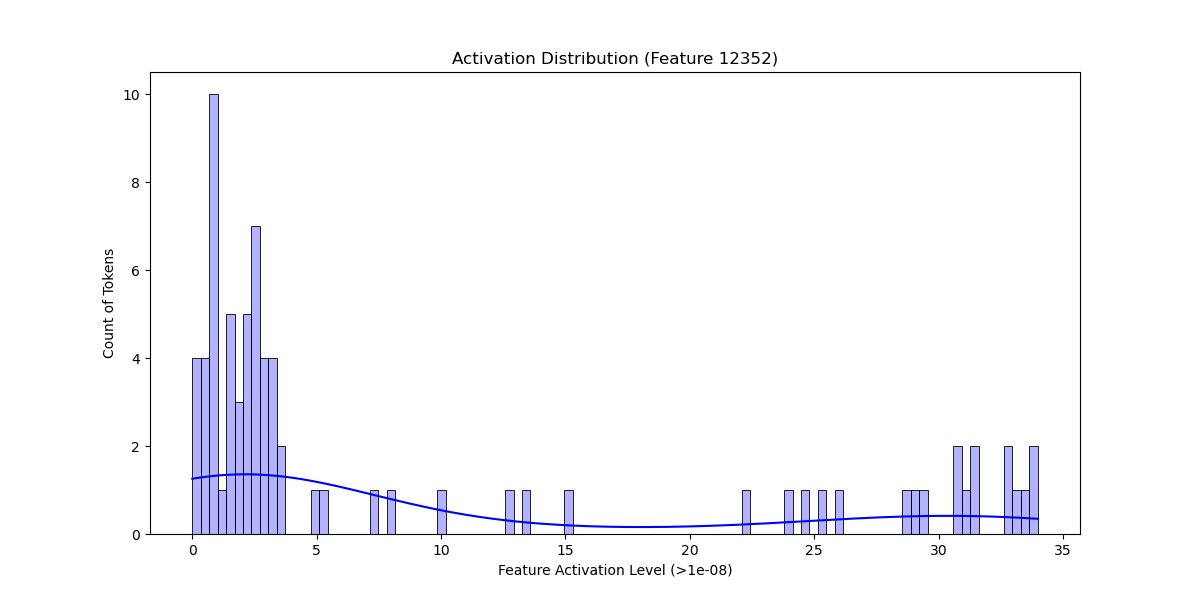 Activation Distribution (Feature 12352)
10
8
6
4
2
0
Count of Tokens
0 5 10 15 20 25 30 35
Feature Activation Level (>1e-08)